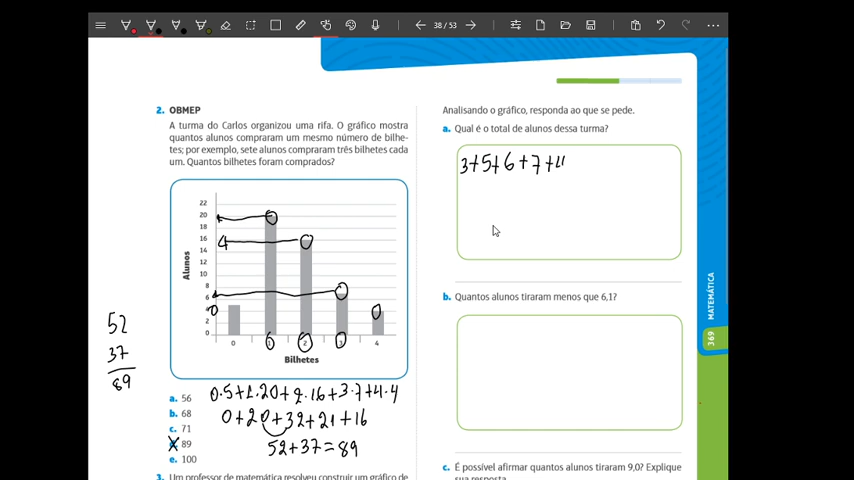 38 / 53
2. OBMEP
A turma do Carlos organizou uma rifa. O gráfico mostra
quantos alunos compraram um mesmo número de bilhe-
tes; por exemplo, sete alunos compraram três bilhetes cada
um. Quantos bilhetes foram comprados?
22
20
18
16
14
12
10
8
6
4
2
0
Alunos
4
0 1 2 3 4
Bilhetes
52
37
89
a. 56
b. 68
c. 71
89
e. 100
0·5+1·20+2·16+3·7+4·4
0+20+32+21+16
52+37=89
3. Um professor de matemática resolveu construir um gráfico de
Analisando o gráfico, responda ao que se pede.
a. Qual é o total de alunos dessa turma?
3+5+6+7+4
b. Quantos alunos tiraram menos que 6,1?
c. É possível afirmar quantos alunos tiraram 9,0? Explique
sua resposta.
MATEMÁTICA
369